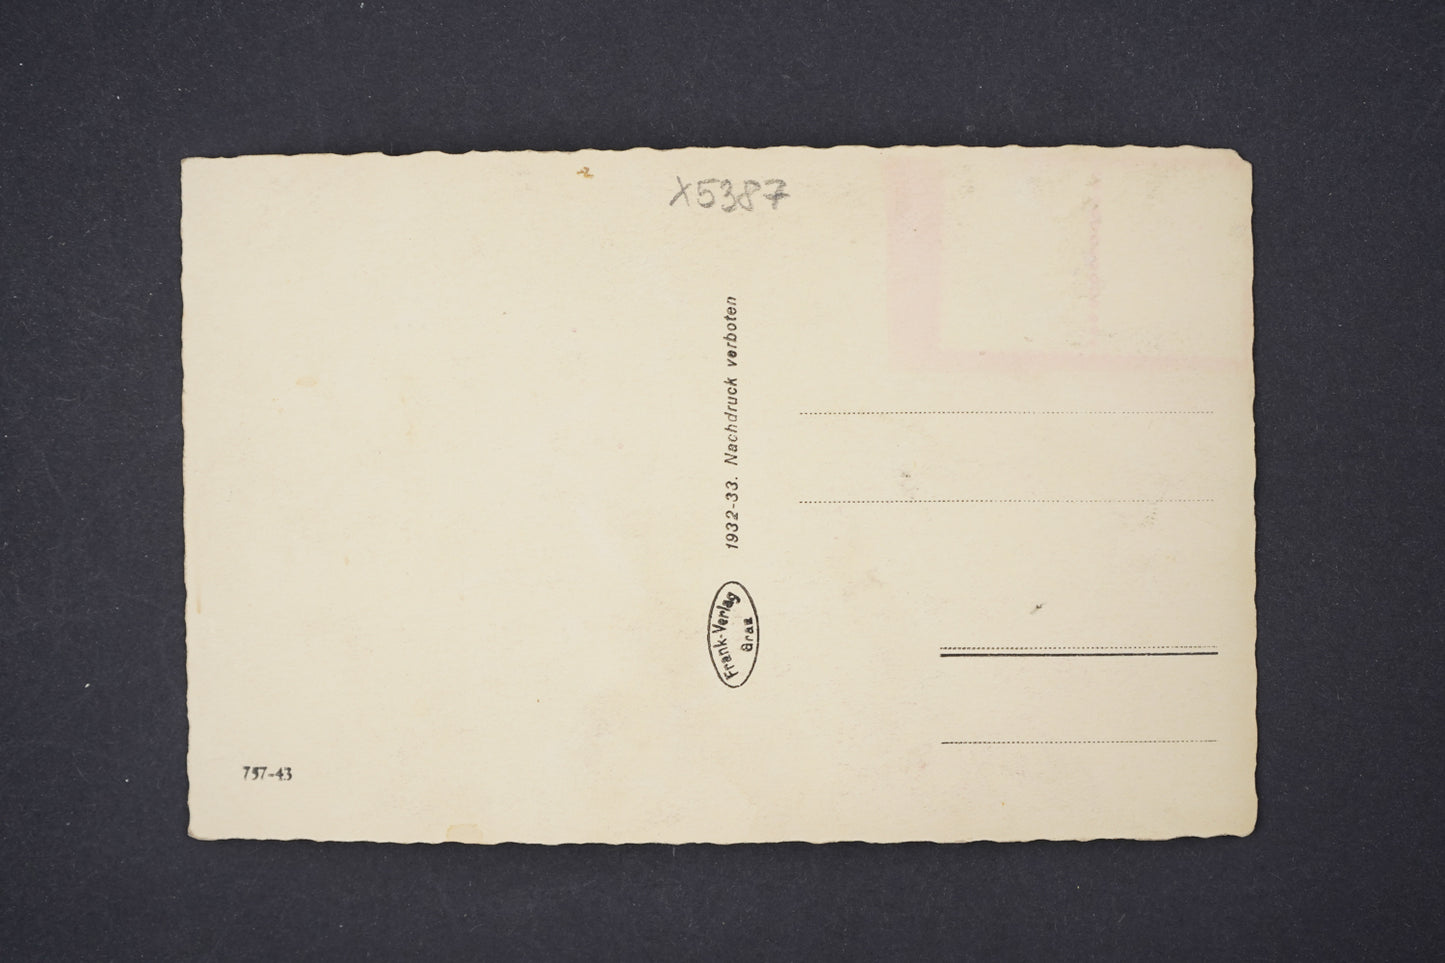 X5387
1932-33. Nachdruck verboten
Frank-Verlag
Graz
757-43